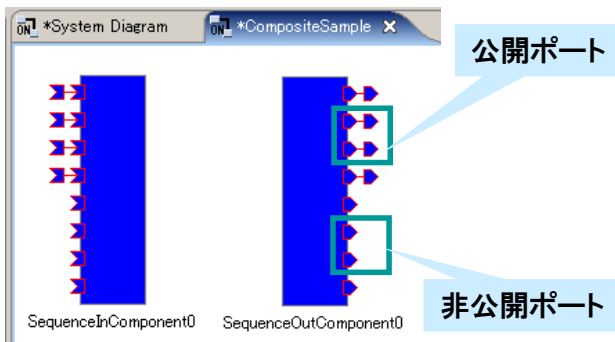 *System Diagram
*CompositeSample
公開ポート
SequenceInComponent0
SequenceOutComponent0
非公開ポート